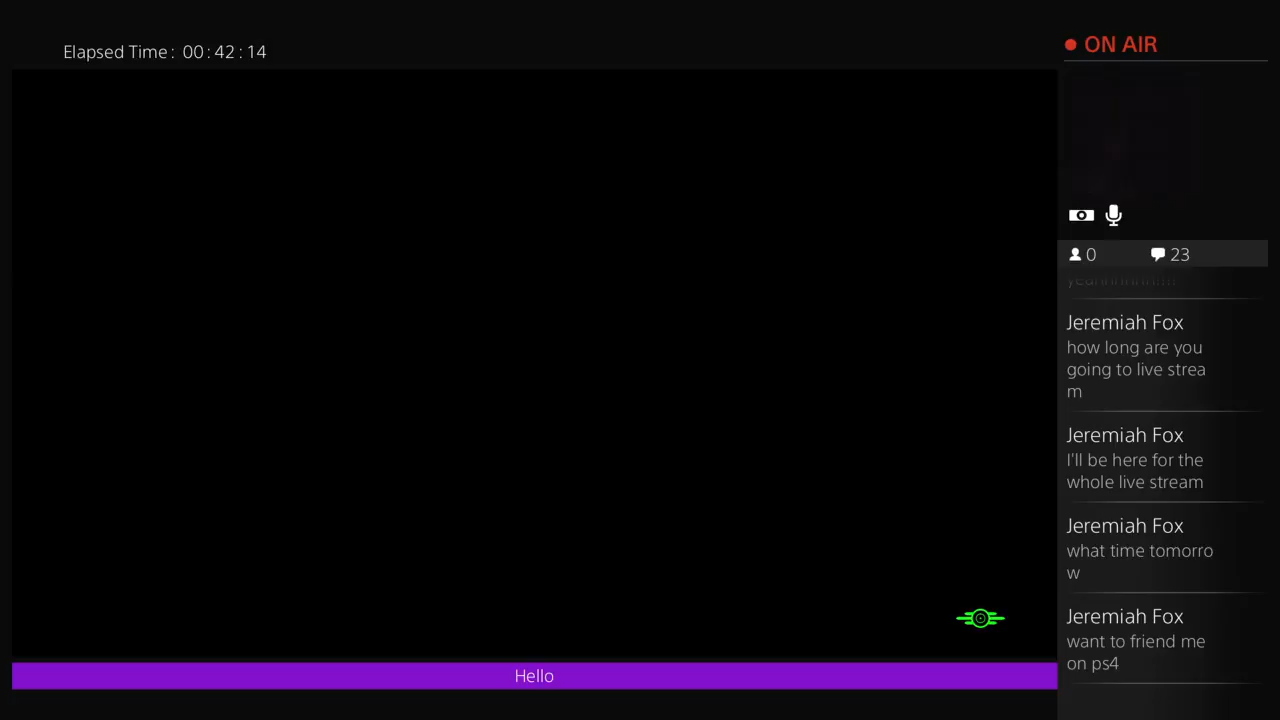 Elapsed Time: 00:42:14
ON AIR
0 23
yeahhhhhh!!!!
Jeremiah Fox
how long are you
going to live strea
m
Jeremiah Fox
I'll be here for the
whole live stream
Jeremiah Fox
what time tomorro
w
Jeremiah Fox
want to friend me
on ps4
Hello